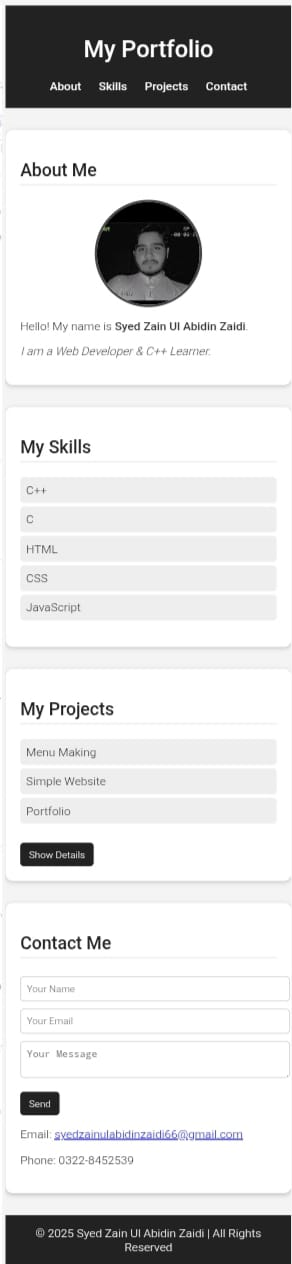 My Portfolio
About Skills Projects Contact
About Me
Hello! My name is Syed Zain Ul Abidin Zaidi.
I am a Web Developer & C++ Learner.
My Skills
C++
C
HTML
CSS
JavaScript
My Projects
Menu Making
Simple Website
Portfolio
Show Details
Contact Me
Your Name
Your Email
Your Message
Send
Email: syedzainulabidinzaidi66@gmail.com
Phone: 0322-8452539
© 2025 Syed Zain Ul Abidin Zaidi | All Rights
Reserved